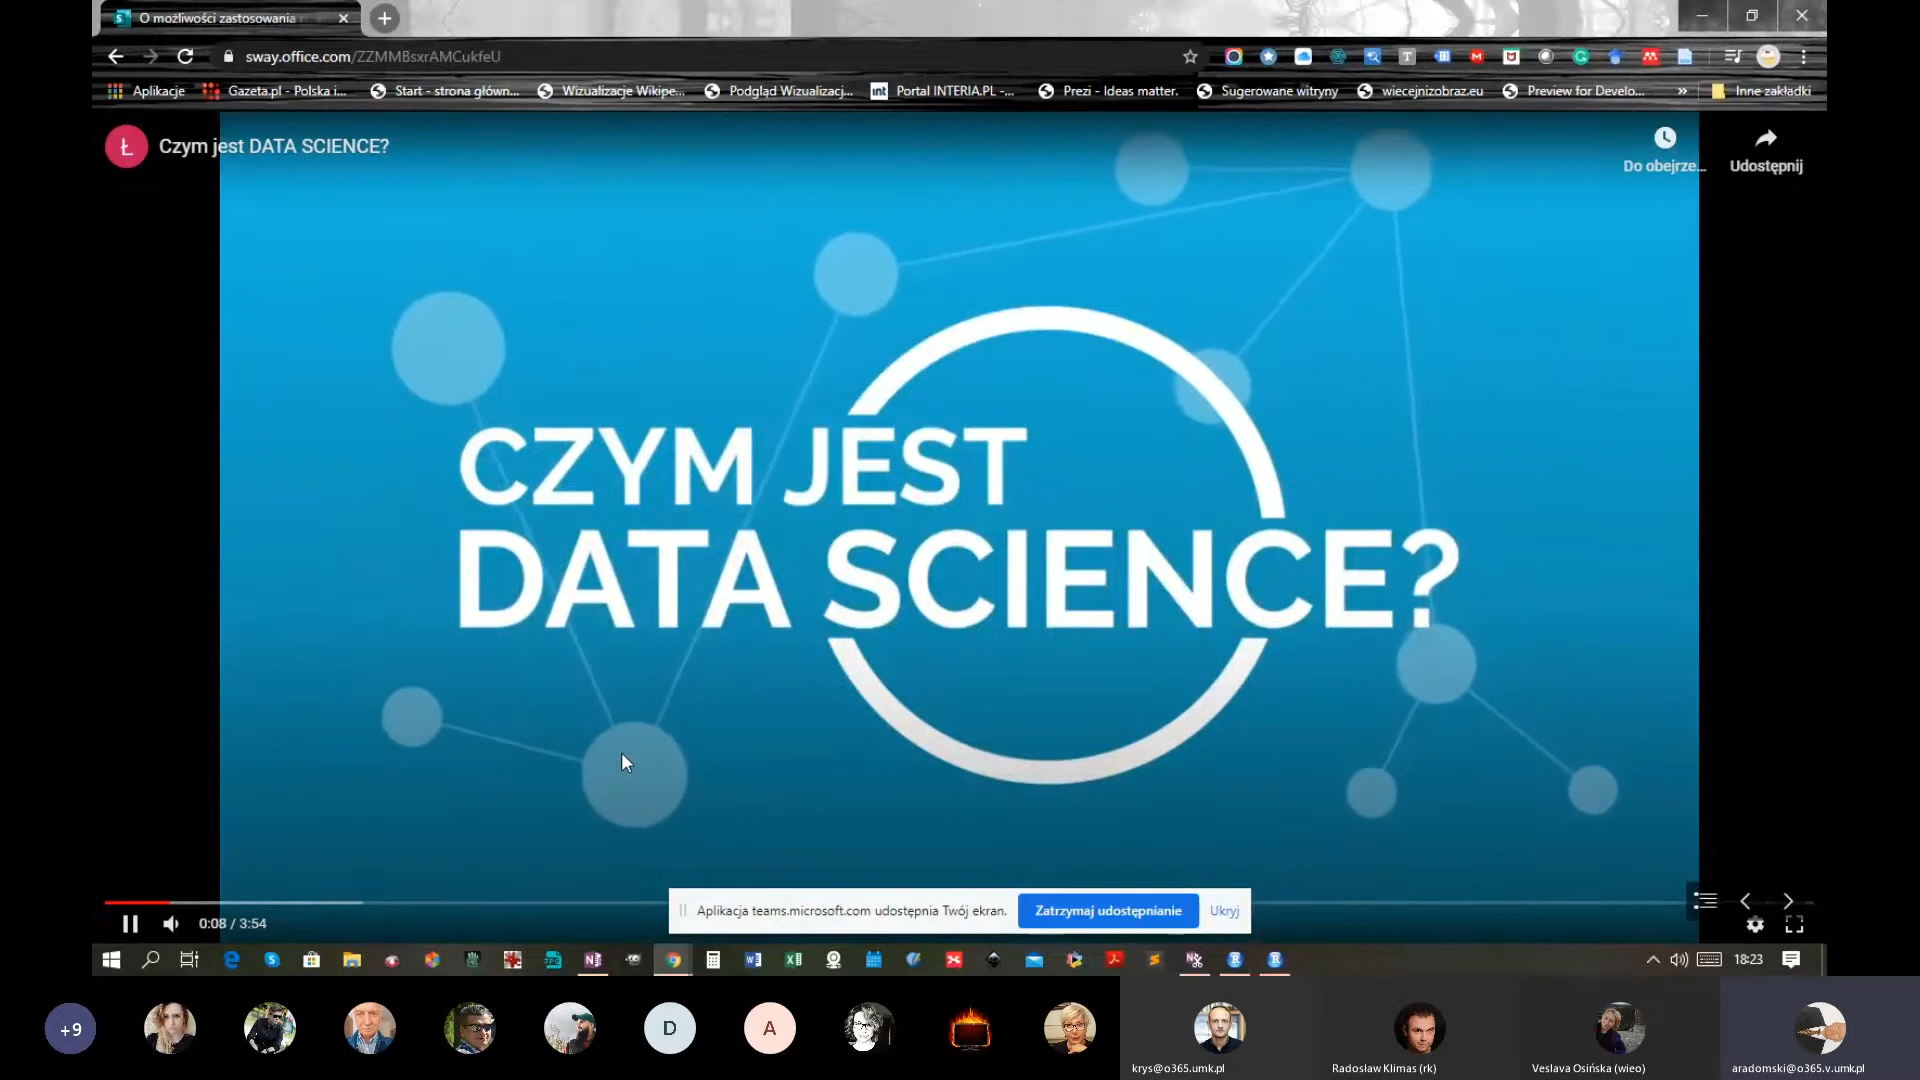 O możliwości zastosowania
sway.office.com/ZZMMBsxrAMCukfeU
Aplikacje
Gazeta.pl - Polska i...
Start - strona główn...
Wizualizacje Wikipe...
Podgląd Wizualizacj...
Portal INTERIA.PL -...
Prezi - Ideas matter.
Sugerowane witryny
wiecejnizobraz.eu
Preview for Develo...
»
Inne zakładki
Ł
Czym jest DATA SCIENCE?
Do obejrze...
Udostępnij
CZYM JEST
DATA SCIENCE?
Aplikacja teams.microsoft.com udostępnia Twój ekran.
Zatrzymaj udostępnianie
Ukryj
0:08 / 3:54
18:23
+9
D
A
krys@o365.umk.pl
Radosław Klimas (rk)
Veslava Osińska (wieo)
aradomski@o365.v.umk.pl